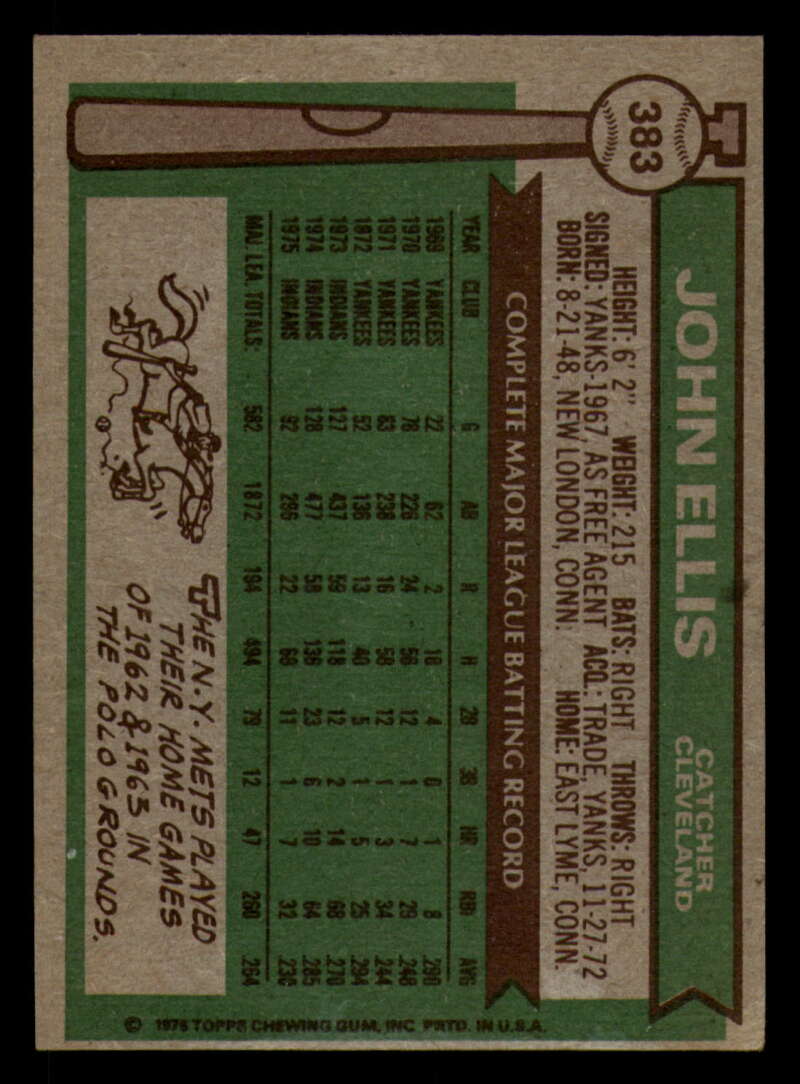 383
JOHN ELLIS
CATCHER
CLEVELAND
HEIGHT: 6' 2" WEIGHT: 215 BATS: RIGHT THROWS: RIGHT
SIGNED: YANKS-1967, AS FREE AGENT ACQ.: TRADE, YANKS, 11-27-72
BORN: 8-21-48, NEW LONDON, CONN. HOME: EAST LYME, CONN.
COMPLETE MAJOR LEAGUE BATTING RECORD
YEAR CLUB G AB R H 2B 3B HR RBI AVG
1969 YANKEES 22 62 2 18 4 0 1 8 .290
1970 YANKEES 78 226 24 56 12 1 7 29 .248
1971 YANKEES 83 238 16 58 12 1 3 34 .244
1972 YANKEES 52 136 13 40 5 1 5 25 .294
1973 INDIANS 127 437 59 118 12 2 14 68 .270
1974 INDIANS 128 477 58 136 23 6 10 64 .285
1975 INDIANS 92 296 22 68 11 1 7 32 .230
MAJ. LEA. TOTALS: 582 1872 194 494 79 12 47 260 .264
THE N.Y. METS PLAYED
THEIR HOME GAMES
OF 1962 & 1963 IN
THE POLO GROUNDS.
© 1976 TOPPS CHEWING GUM, INC. PRTD. IN U.S.A.